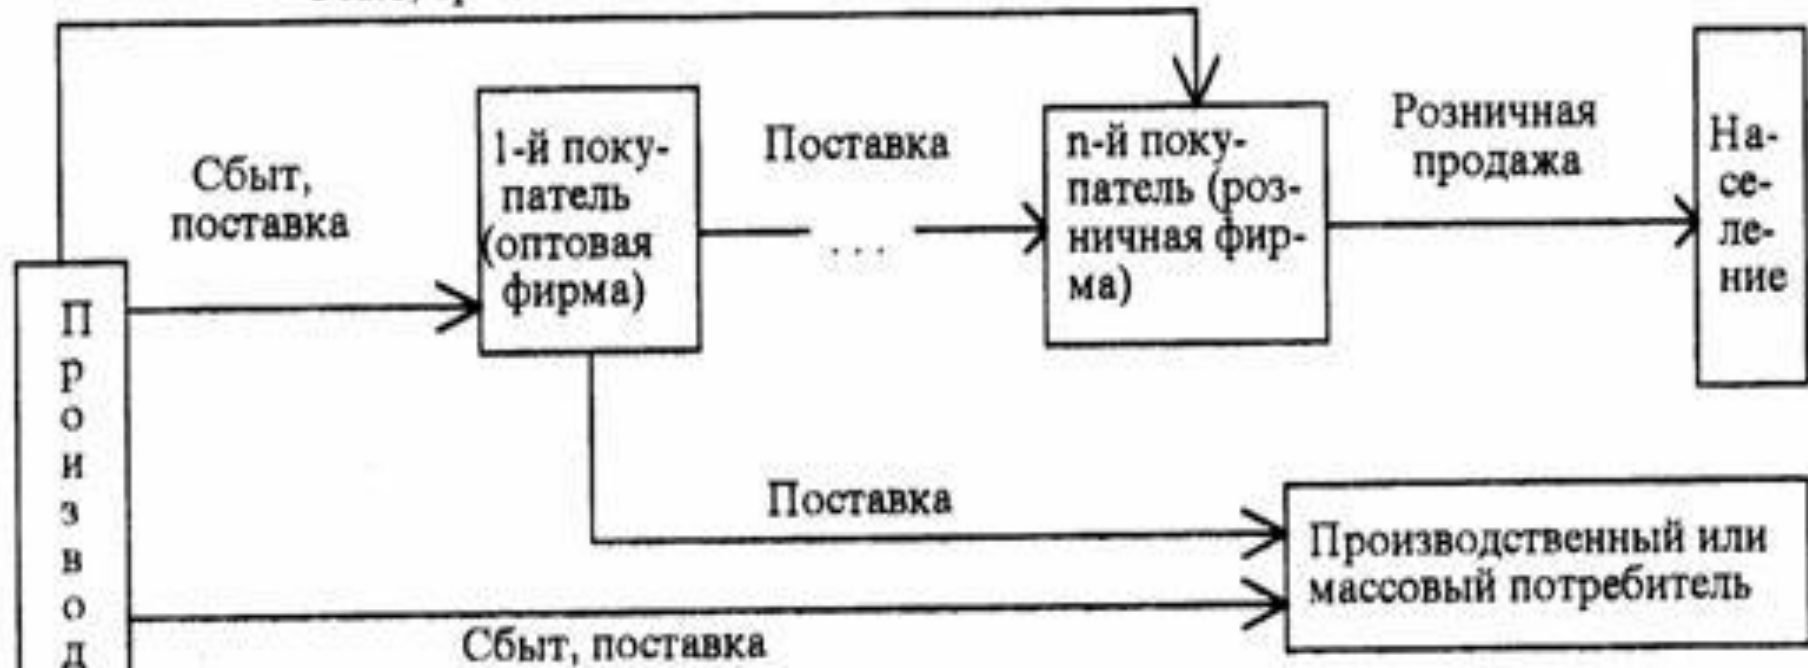 Сбыт,
поставка
1-й поку-
патель
(оптовая
фирма)
Поставка
...
n-й поку-
патель (роз-
ничная фир-
ма)
Розничная
продажа
На-
се-
ле-
ние
П
р
о
и
з
в
о
д
Поставка
Производственный или
массовый потребитель
Сбыт, поставка